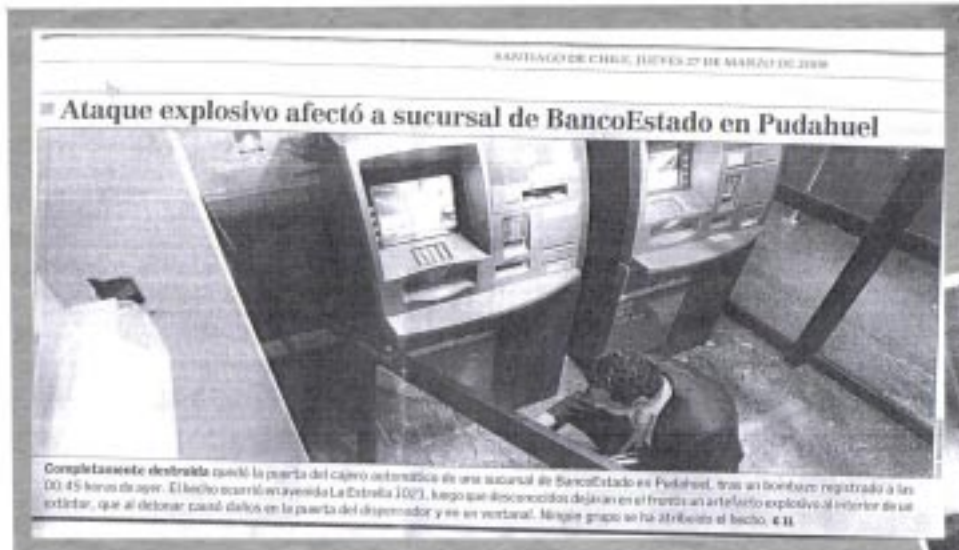 SANTIAGO DE CHILE, JUEVES 27 DE MARZO DE 2008
Ataque explosivo afectó a sucursal de BancoEstado en Pudahuel
Completamente destruida quedó la puerta del cajero automático de una sucursal de BancoEstado en Pudahuel, tras un bombazo registrado a las
00:45 horas de ayer. El hecho ocurrió en avenida La Estrella luego que desconocidos dejaran en el frontis un artefacto explosivo al interior de un
extintor, que al detonar causó daños en la puerta del dispensador y en un ventanal. Ningún grupo se ha atribuido el hecho.